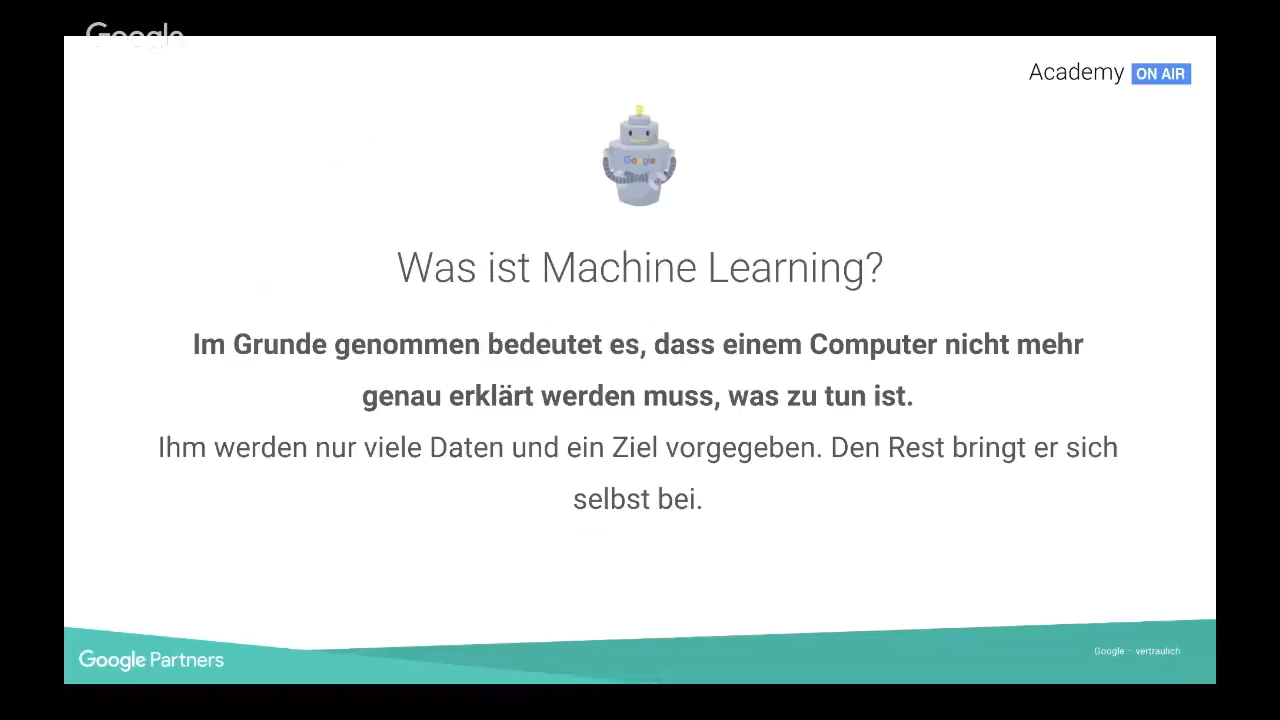 Google
Academy ON AIR
Google
Was ist Machine Learning?
Im Grunde genommen bedeutet es, dass einem Computer nicht mehr
genau erklärt werden muss, was zu tun ist.
Ihm werden nur viele Daten und ein Ziel vorgegeben. Den Rest bringt er sich
selbst bei.
Google Partners
Google – vertraulich